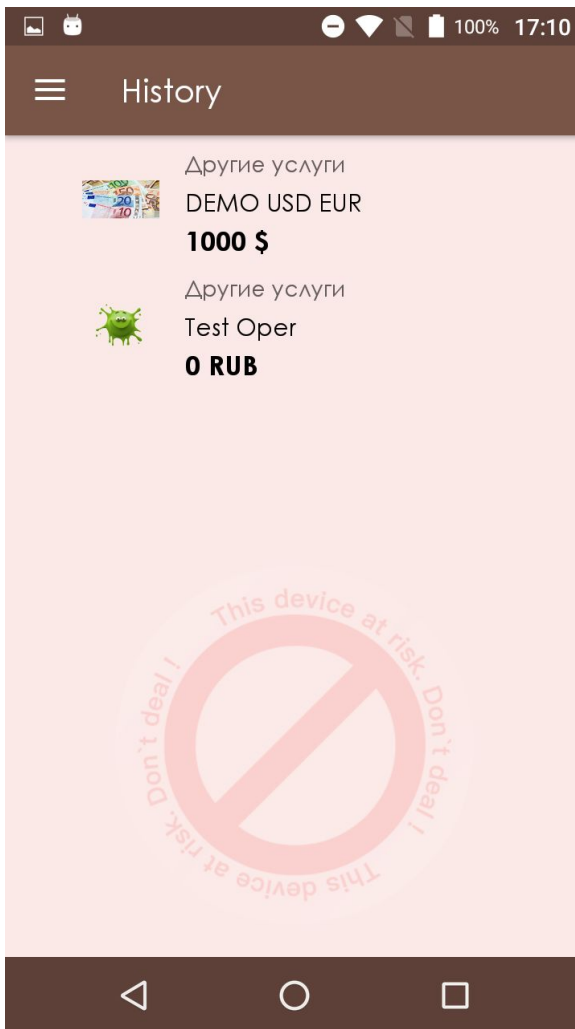 100% 17:10
History
Другие услуги
DEMO USD EUR
1000 $
Другие услуги
Test Oper
0 RUB
This device at risk. Don`t deal !
This device at risk. Don`t deal !